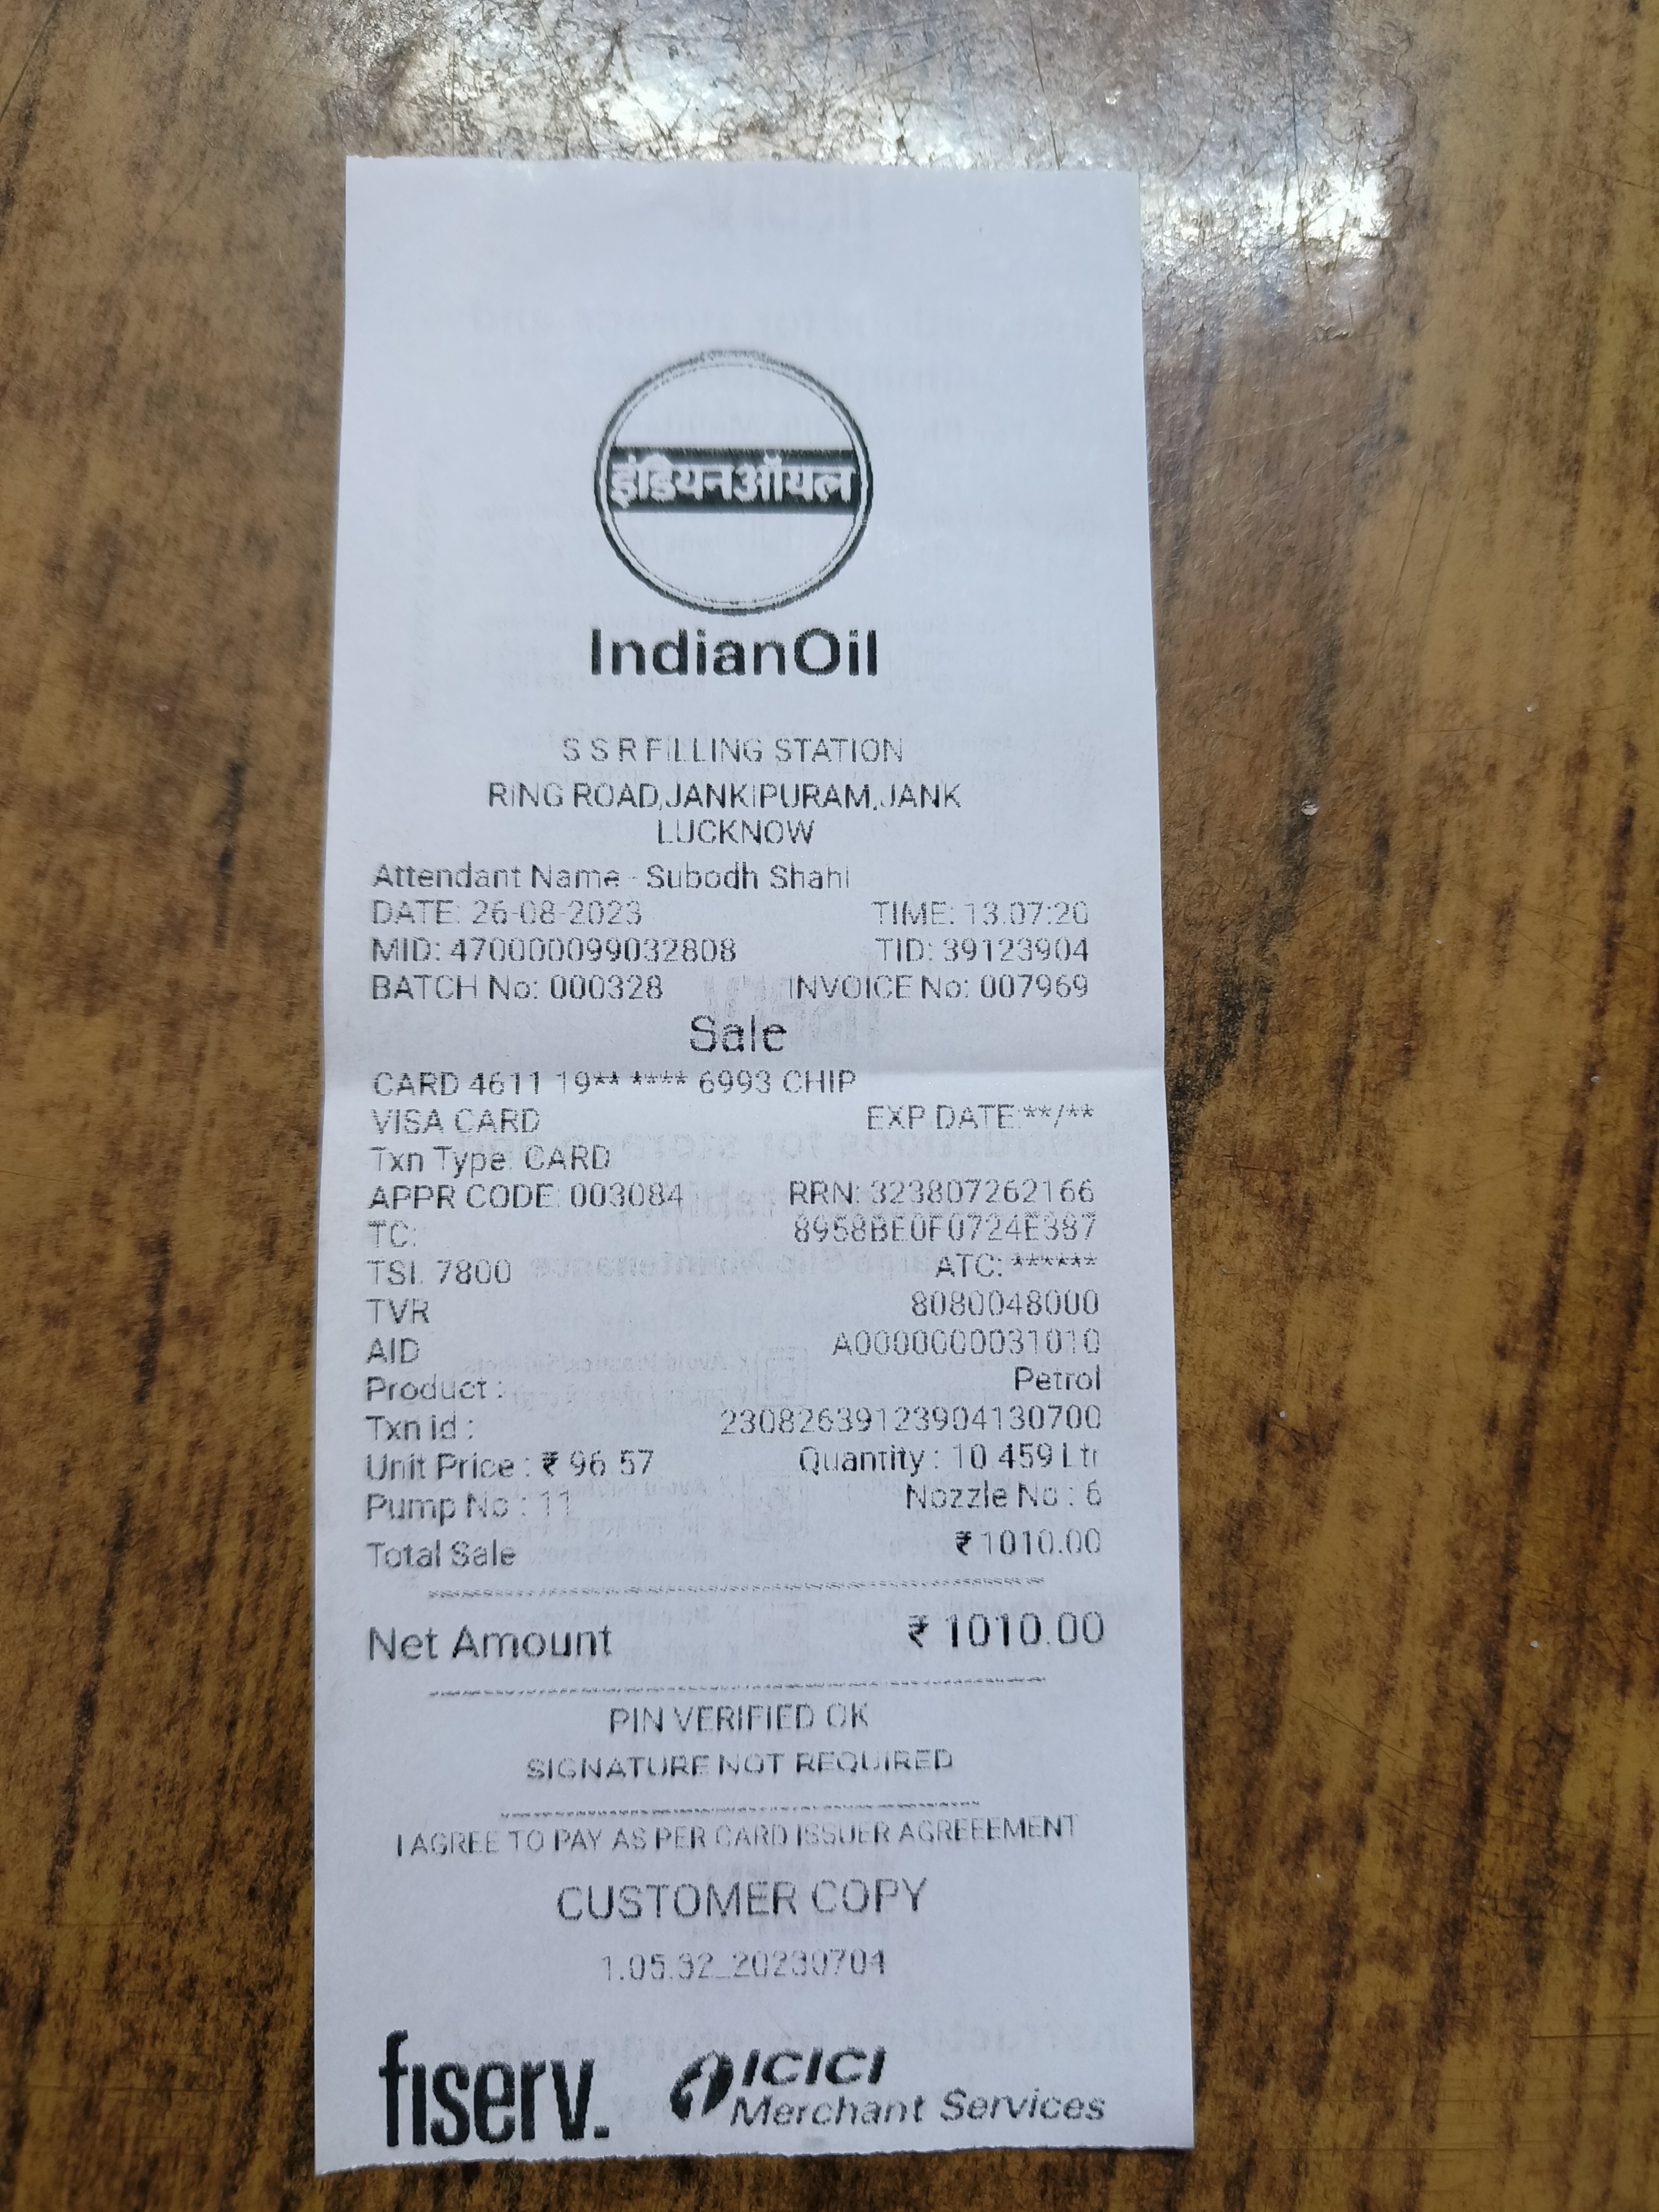 इंडियनऑयल
IndianOil
S S R FILLING STATION
RING ROAD,JANKIPURAM,JANK
LUCKNOW
Attendant Name - Subodh Shahi
DATE: 26-08-2023 TIME: 13:07:20
MID: 470000099032808 TID: 39123904
BATCH No: 000328 INVOICE No: 007969
Sale
CARD 4611 19** **** 6993 CHIP
VISA CARD EXP DATE:**/**
Txn Type: CARD
APPR CODE: 003084 RRN: 323807262166
TC: 8958BE0F0724E387
TSI. 7800 ATC: ******
TVR 8080048000
AID A0000000031010
Product : Petrol
Txn id : 23082639123904130700
Unit Price : ₹ 96.57 Quantity : 10.459 Ltr
Pump No : 11 Nozzle No : 6
Total Sale ₹ 1010.00
Net Amount ₹ 1010.00
PIN VERIFIED OK
SIGNATURE NOT REQUIRED
I AGREE TO PAY AS PER CARD ISSUER AGREEEMENT
CUSTOMER COPY
1.05.32_20230704
fiserv. ICICI
Merchant Services